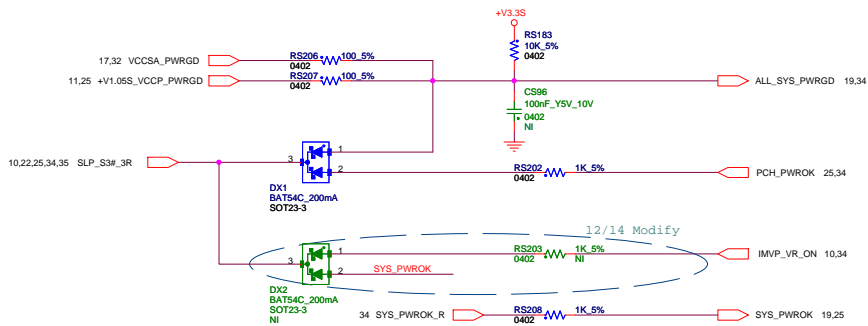 +V3.3S
RS183
10K_5%
0402
17,32 VCCSA_PWRGD
RS206 100_5%
0402
11,25 +V1.05S_VCCP_PWRGD
RS207 100_5%
0402
ALL_SYS_PWRGD 19,34
CS96
100nF_Y5V_10V
0402
NI
10,22,25,34,35 SLP_S3#_3R
3
1
2
DX1
BAT54C_200mA
SOT23-3
RS202 1K_5%
0402
PCH_PWROK 25,34
12/14 Modify
3
1
2
SYS_PWROK
RS203 1K_5%
0402 NI
IMVP_VR_ON 10,34
DX2
BAT54C_200mA
SOT23-3
NI
34 SYS_PWROK_R
RS208 1K_5%
0402
SYS_PWROK 19,25